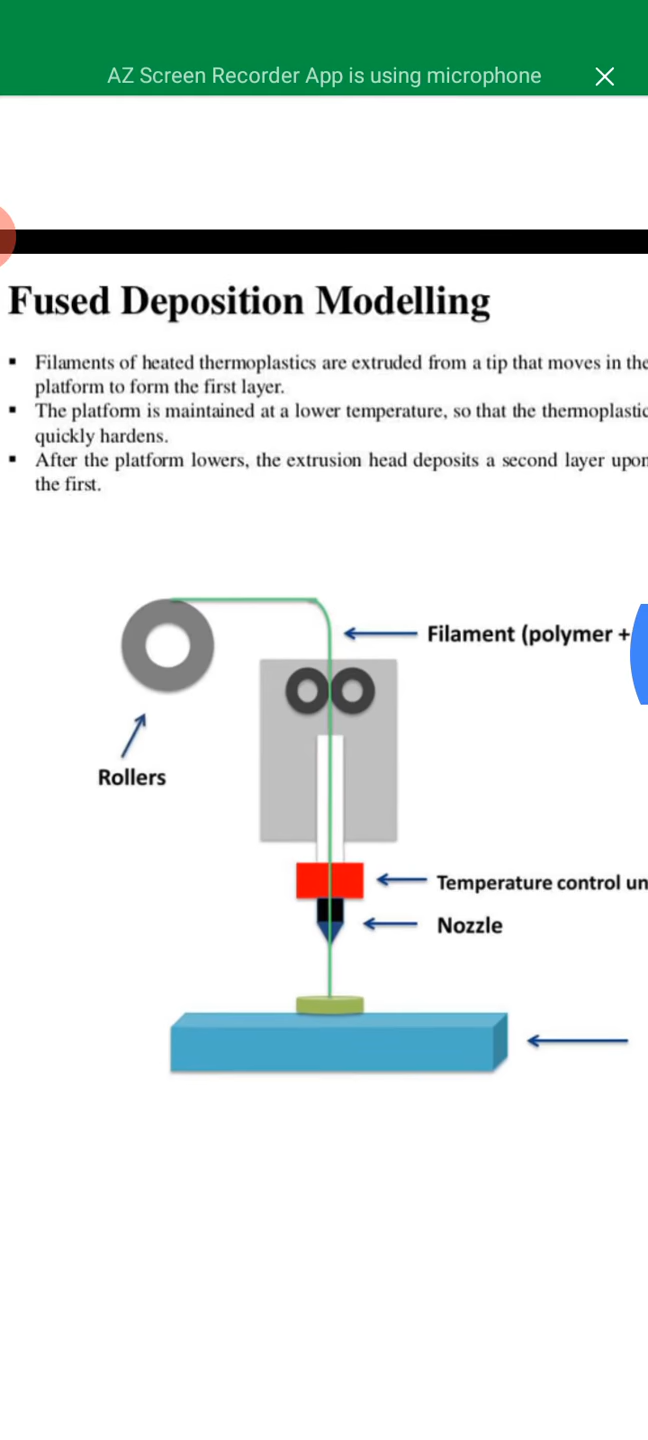 AZ Screen Recorder App is using microphone
Fused Deposition Modelling
▪ Filaments of heated thermoplastics are extruded from a tip that moves in the
platform to form the first layer.
▪ The platform is maintained at a lower temperature, so that the thermoplastic
quickly hardens.
▪ After the platform lowers, the extrusion head deposits a second layer upon
the first.
Filament (polymer +
Rollers
Temperature control un
Nozzle